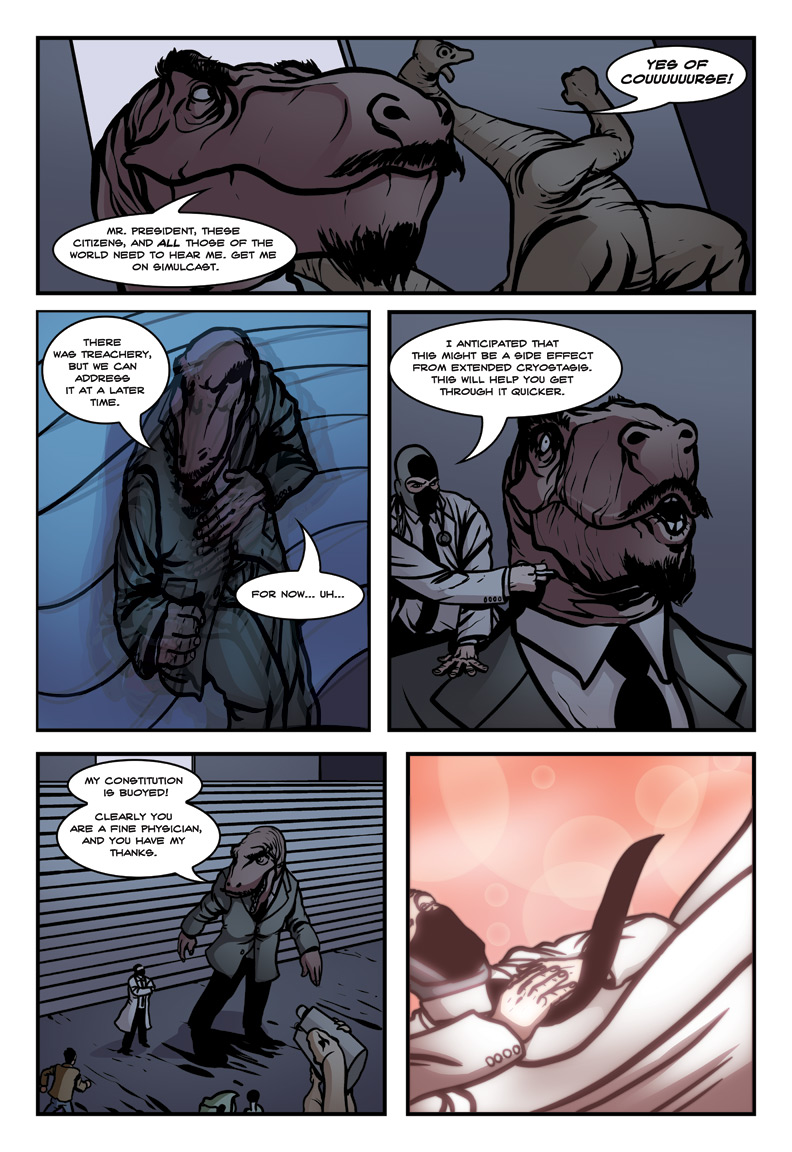 YES OF
COUUUUUURSE!
MR. PRESIDENT, THESE
CITIZENS, AND ALL THOSE OF THE
WORLD NEED TO HEAR ME. GET ME
ON SIMULCAST.
THERE
WAS TREACHERY,
BUT WE CAN
ADDRESS
IT AT A LATER
TIME.
FOR NOW... UH...
I ANTICIPATED THAT
THIS MIGHT BE A SIDE EFFECT
FROM EXTENDED CRYOSTASIS.
THIS WILL HELP YOU GET
THROUGH IT QUICKER.
MY CONSTITUTION
IS BUOYED!
CLEARLY YOU
ARE A FINE PHYSICIAN,
AND YOU HAVE MY
THANKS.